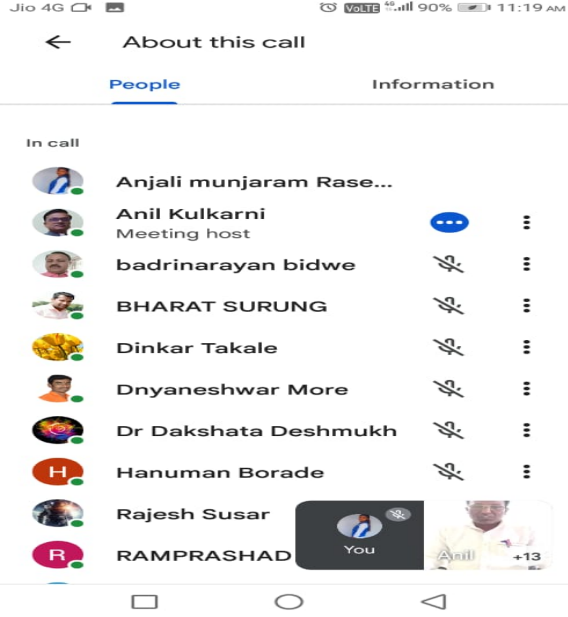 Jio 4G 90% 11:19 AM
About this call
People Information
In call
Anjali munjaram Rase...
Anil Kulkarni
Meeting host
badrinarayan bidwe
BHARAT SURUNG
Dinkar Takale
Dnyaneshwar More
Dr Dakshata Deshmukh
H Hanuman Borade
Rajesh Susar
R RAMPRASHAD
You
Anil +13